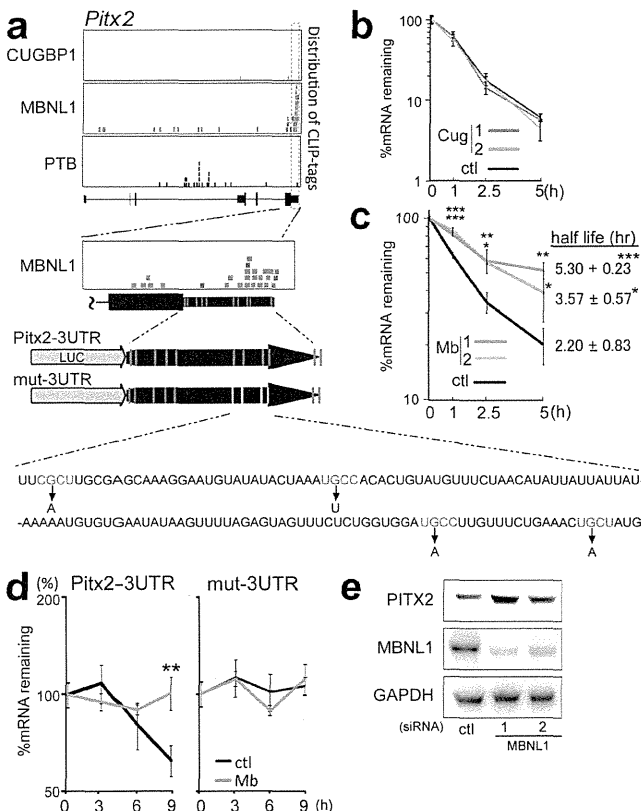 a
Pitx2
CUGBP1
MBNL1
PTB
Distribution of CLIP-tags
MBNL1
Pitx2-3UTR
LUC
mut-3UTR
b
%mRNA remaining
100
10
1
Cug 1
2
ctl
0 1 2.5 5(h)
c
%mRNA remaining
100
10
***
***
**
*
**
*
half life (hr)
***
5.30 + 0.23
3.57 ± 0.57*
2.20 ± 0.83
Mb 1
2
ctl
0 1 2.5 5(h)
UUCGCUUGCGAGCAAAGGAAUGUAUAUACUAAAUGCCACACUGUAUGUUUCUAACAUAUUAUUAUUAU-
A U
-AAAAAUGUGUGAAUAUAAGUUUUAGAGUAGUUUCUCUGGUGGAUGCCCUUGUUUCUGAAACUGCUAUG
A A
d
(%)
Pitx2-3UTR
mut-3UTR
%mRNA remaining
200
100
50
**
ctl
Mb
0 3 6 9 0 3 6 9 (h)
e
PITX2
MBNL1
GAPDH
(siRNA) ctl 1 2
MBNL1